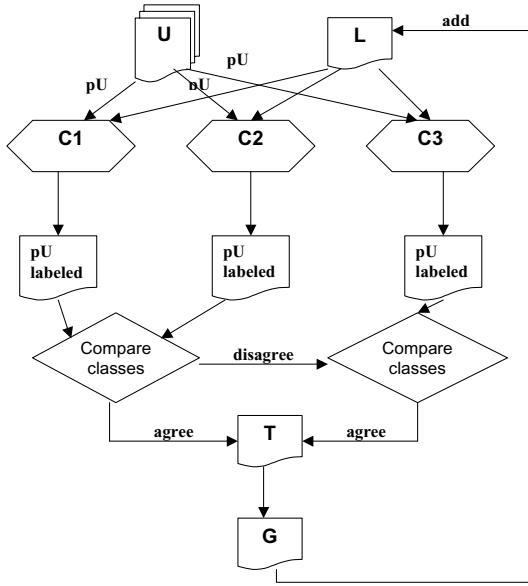 U
L
add
pU
pU
pU
C1
C2
C3
pU
labeled
pU
labeled
pU
labeled
Compare
classes
disagree
Compare
classes
agree
T
agree
G